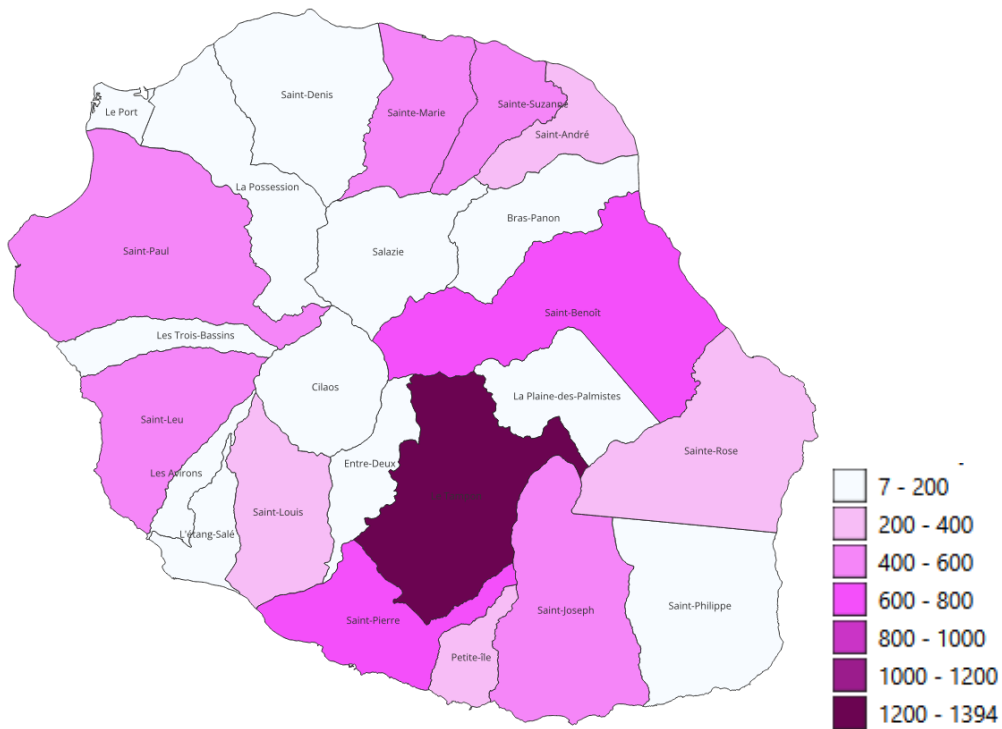 Saint-Denis
Le Port
Sainte-Marie
Sainte-Suzanne
Saint-André
La Possession
Bras-Panon
Saint-Paul
Salazie
Saint-Benoît
Les Trois-Bassins
Cilaos
La Plaine-des-Palmistes
Saint-Leu
Sainte-Rose
Les Avirons
Entre-Deux
Saint-Louis
L'étang-Salé
Saint-Philippe
Saint-Joseph
Saint-Pierre
Petite-île
7 - 200
200 - 400
400 - 600
600 - 800
800 - 1000
1000 - 1200
1200 - 1394